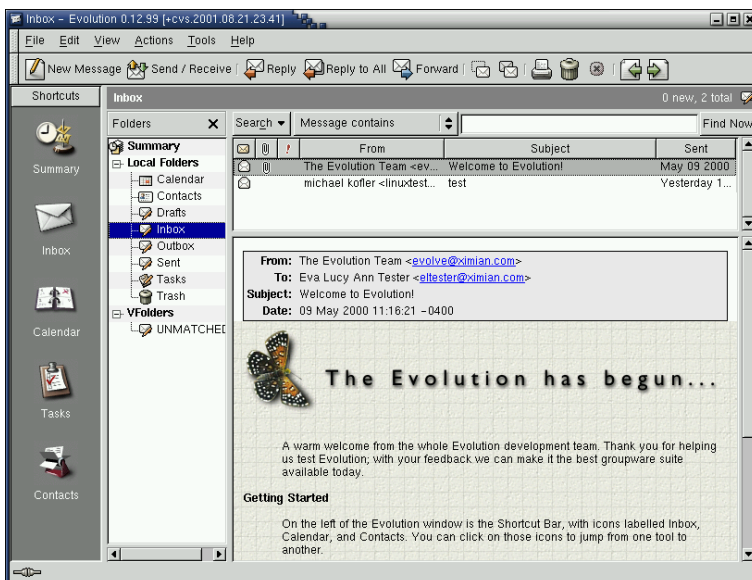 Inbox - Evolution 0.12.99 [+cvs.2001.08.21.23.41]
File Edit View Actions Tools Help
New Message Send / Receive Reply Reply to All Forward
Shortcuts
Inbox 0 new, 2 total
Summary
Inbox
Calendar
Tasks
Contacts
Folders
Summary
Local Folders
Calendar
Contacts
Drafts
Inbox
Outbox
Sent
Tasks
Trash
VFolders
UNMATCHED
Search Message contains Find Now
! From Subject Sent
The Evolution Team <ev... Welcome to Evolution! May 09 2000
michael kofler <linuxtest... test Yesterday 1...
From: The Evolution Team <evolve@ximian.com>
To: Eva Lucy Ann Tester <eltester@ximian.com>
Subject: Welcome to Evolution!
Date: 09 May 2000 11:16:21 -0400
The Evolution has begun...
A warm welcome from the whole Evolution development team. Thank you for helping
us test Evolution; with your feedback we can make it the best groupware suite
available today.
Getting Started
On the left of the Evolution window is the Shortcut Bar, with icons labelled Inbox,
Calendar, and Contacts. You can click on those icons to jump from one tool to
another.